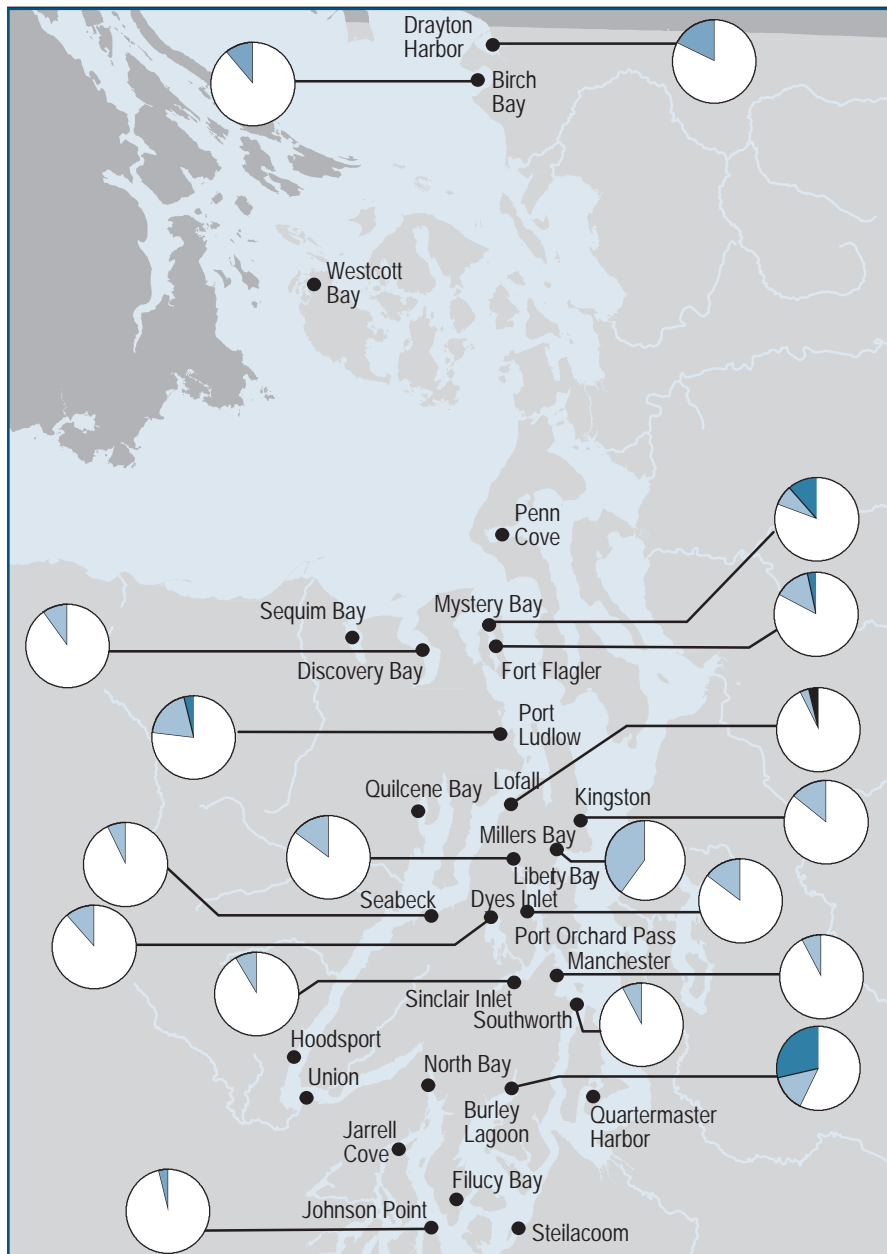 Drayton
Harbor
Birch
Bay
Westcott
Bay
Penn
Cove
Sequim Bay
Mystery Bay
Discovery Bay
Fort Flagler
Port
Ludlow
Quilcene Bay
Lofall
Kingston
Millers Bay
Liberty Bay
Seabeck
Dyes Inlet
Port Orchard Pass
Manchester
Sinclair Inlet
Southworth
Hoodsport
Union
North Bay
Burley
Lagoon
Quartermaster
Harbor
Jarrell
Cove
Filucy Bay
Johnson Point
Steilacoom